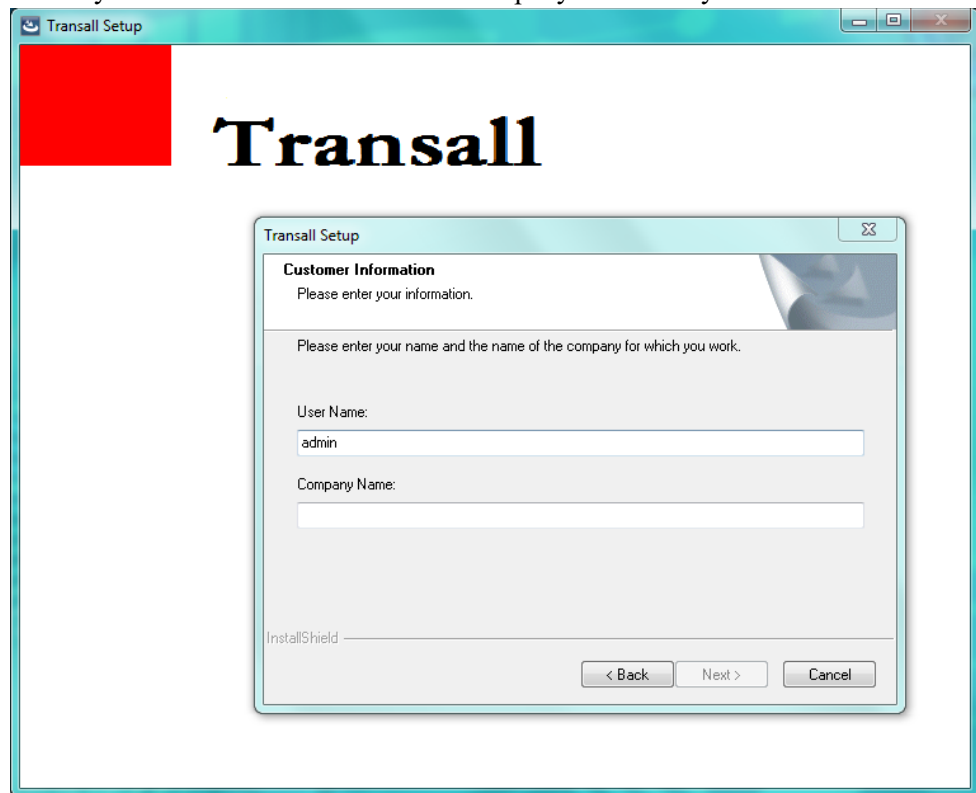 Transall Setup
Transall
Transall Setup
Customer Information
Please enter your information.
Please enter your name and the name of the company for which you work.
User Name:
admin
Company Name:
InstallShield
< Back Next > Cancel